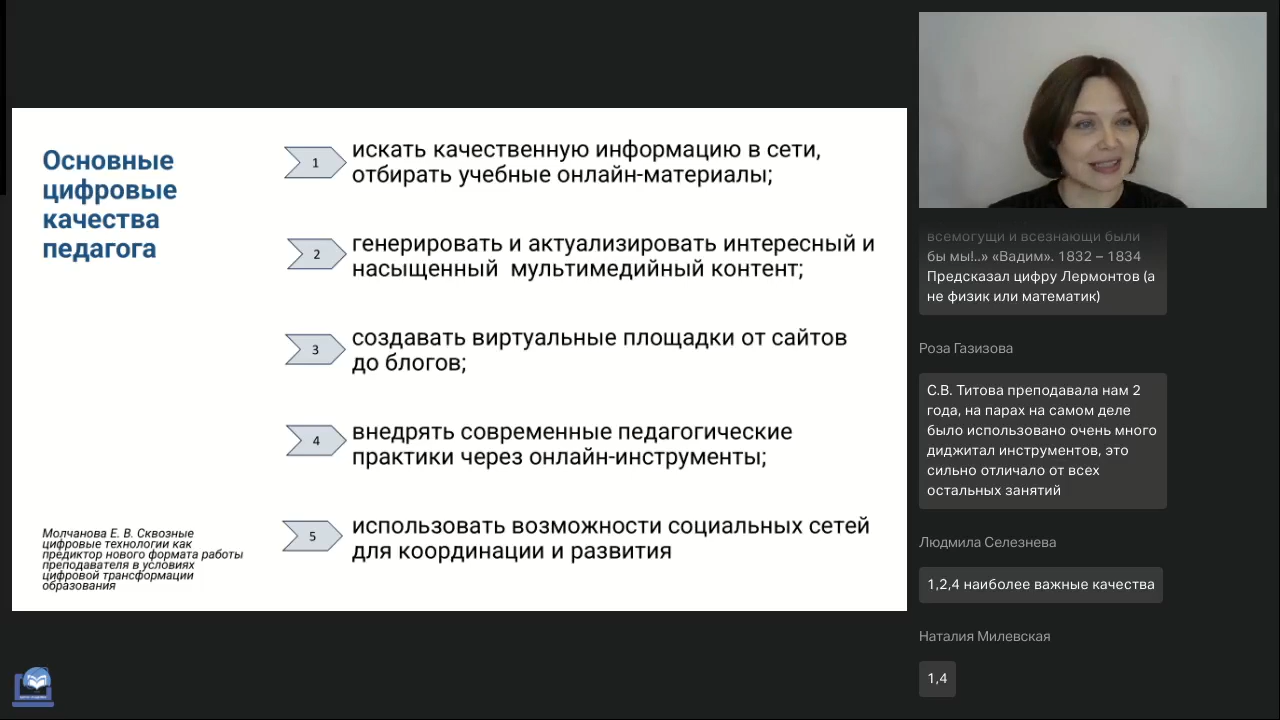 Основные
цифровые
качества
педагога
1
искать качественную информацию в сети,
отбирать учебные онлайн-материалы;
2
генерировать и актуализировать интересный и
насыщенный мультимедийный контент;
3
создавать виртуальные площадки от сайтов
до блогов;
4
внедрять современные педагогические
практики через онлайн-инструменты;
5
использовать возможности социальных сетей
для координации и развития
Молчанова Е. В. Сквозные
цифровые технологии как
предиктор нового формата работы
преподавателя в условиях
цифровой трансформации
образования
всемогущи и всезнающи были
бы мы!..» «Вадим». 1832 – 1834
Предсказал цифру Лермонтов (а
не физик или математик)
Роза Газизова
С.В. Титова преподавала нам 2
года, на парах на самом деле
было использовано очень много
диджитал инструментов, это
сильно отличало от всех
остальных занятий
Людмила Селезнева
1,2,4 наиболее важные качества
Наталия Милевская
1,4